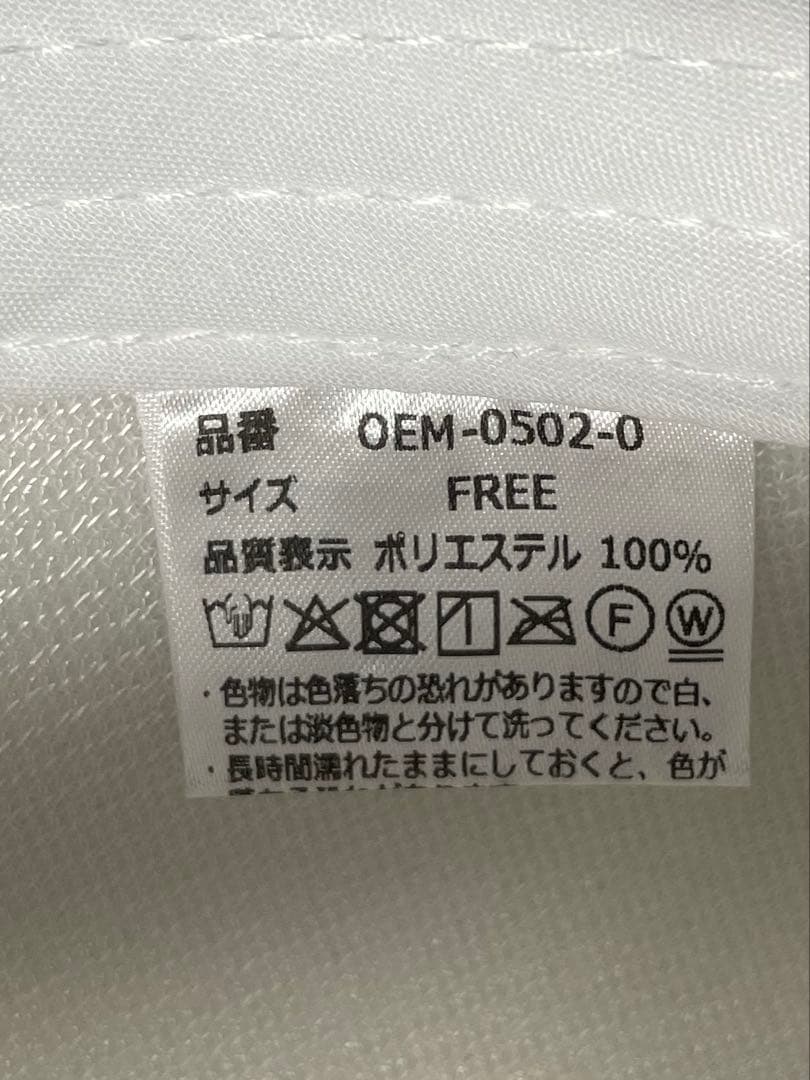 品番 OEM-0502-0
サイズ FREE
品質表示 ポリエステル 100%
F W
・色物は色落ちの恐れがありますので白、
または淡色物と分けて洗ってください。
・長時間濡れたままにしておくと、色が